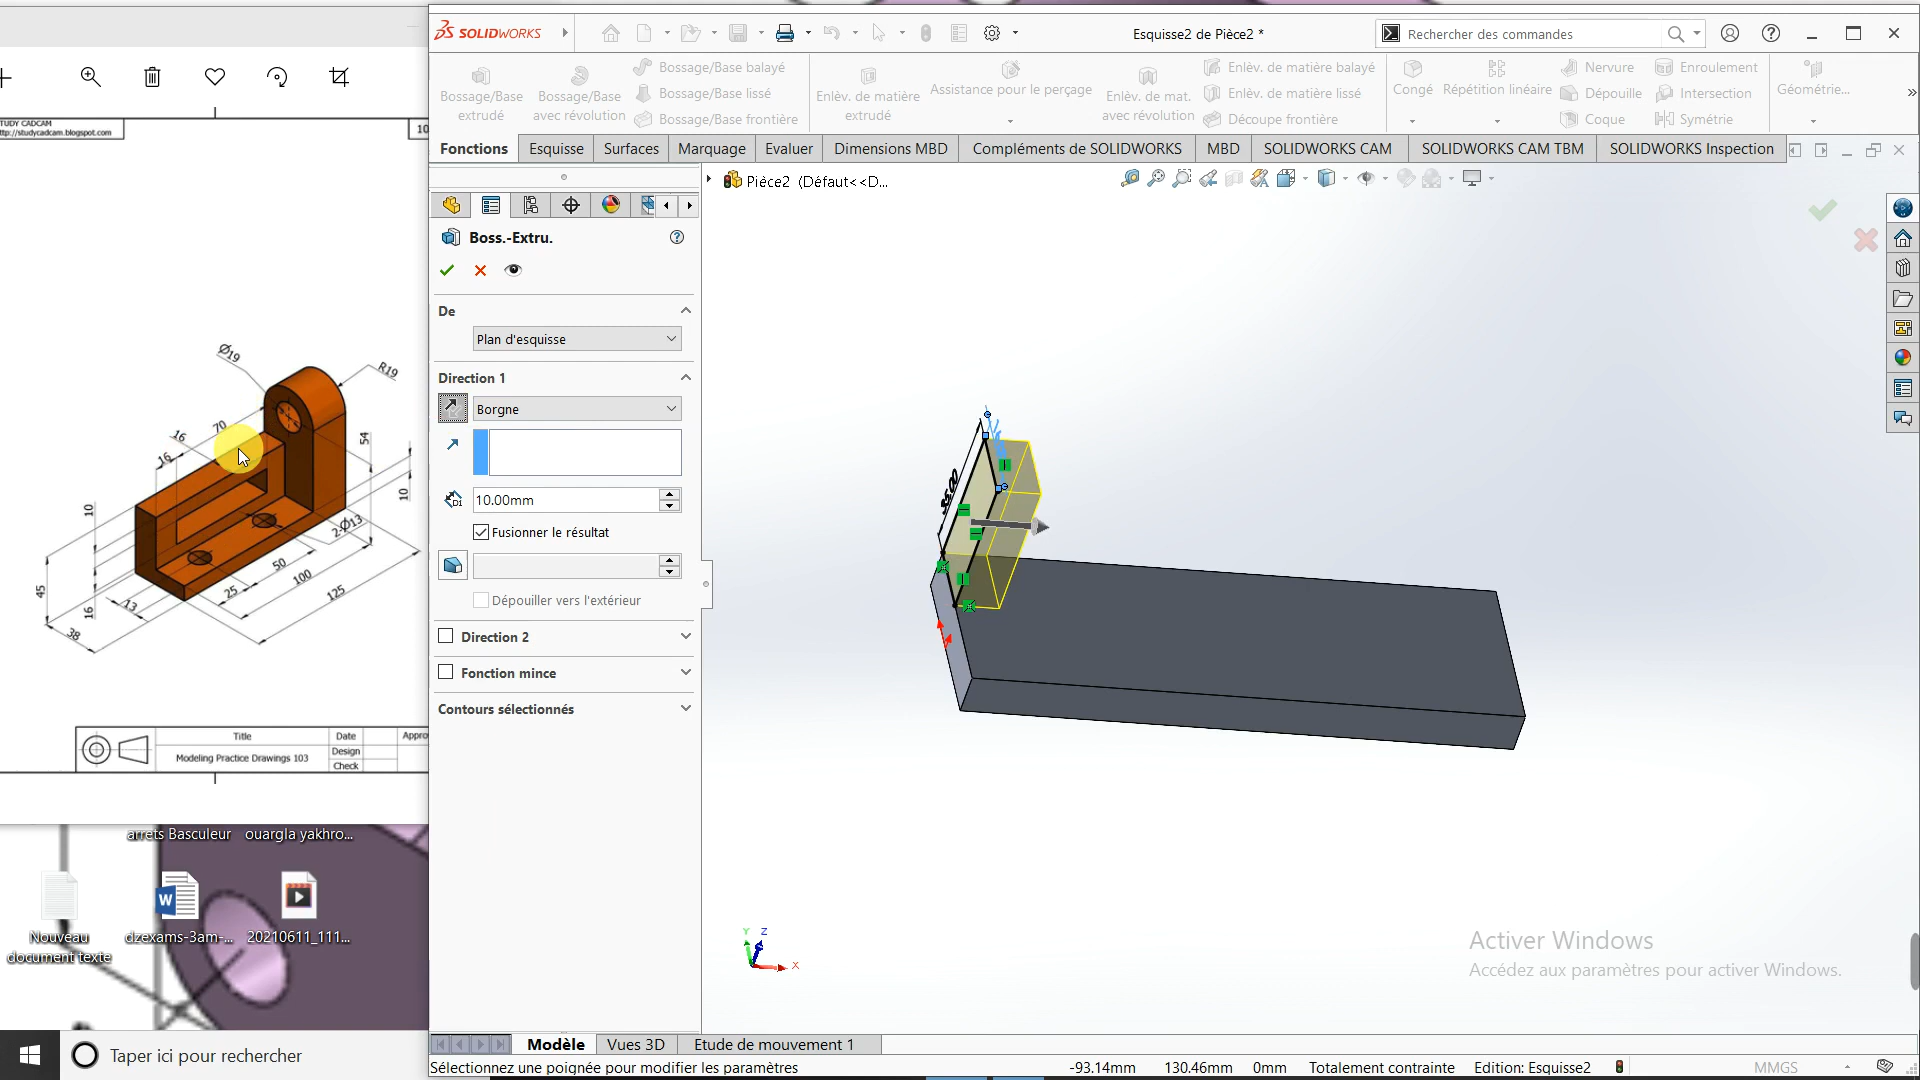 SOLIDWORKS
Esquisse2 de Pièce2 *
Rechercher des commandes
Bossage/Base extrudé
Bossage/Base avec révolution
Bossage/Base balayé
Bossage/Base lissé
Bossage/Base frontière
Enlèv. de matière extrudé
Assistance pour le perçage
Enlèv. de mat. avec révolution
Enlèv. de matière balayé
Enlèv. de matière lissé
Découpe frontière
Congé
Répétition linéaire
Nervure
Dépouille
Coque
Enroulement
Intersection
Symétrie
Géométrie...
»
Fonctions
Esquisse
Surfaces
Marquage
Evaluer
Dimensions MBD
Compléments de SOLIDWORKS
MBD
SOLIDWORKS CAM
SOLIDWORKS CAM TBM
SOLIDWORKS Inspection
Pièce2 (Défaut<<D...
Boss.-Extru.
De
Plan d'esquisse
Direction 1
Borgne
10.00mm
Fusionner le résultat
Dépouiller vers l'extérieur
Direction 2
Fonction mince
Contours sélectionnés
TUDY CADCAM
ttp://studycadcam.blogspot.com
10
Ø19
R19
70
16
16
54
10
10
2-Ø13
50
100
125
25
13
45
16
38
Title
Date
Appro
Modeling Practice Drawings 103
Design
Check
arrets Basculeur
ouargla yakhro...
Nouveau
document texte
dzexams-3am-...
20210611_111...
Taper ici pour rechercher
Y
Z
X
Activer Windows
Accédez aux paramètres pour activer Windows.
Modèle
Vues 3D
Etude de mouvement 1
Sélectionnez une poignée pour modifier les paramètres
-93.14mm
130.46mm
0mm
Totalement contrainte
Edition: Esquisse2
MMGS